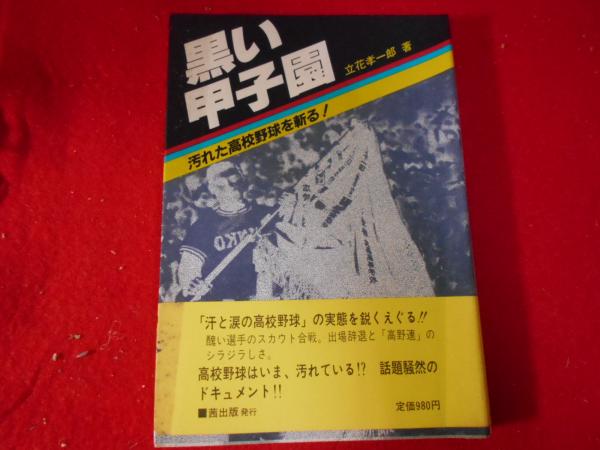 黒い
甲子園
立花孝一郎 著
汚れた高校野球を斬る!
「汗と涙の高校野球」の実態を鋭くえぐる!!
醜い選手のスカウト合戦。出場辞退と「高野連」の
シラジラしさ。
高校野球はいま、汚れている!? 話題騒然の
ドキュメント!!
■茜出版 発行
定価980円